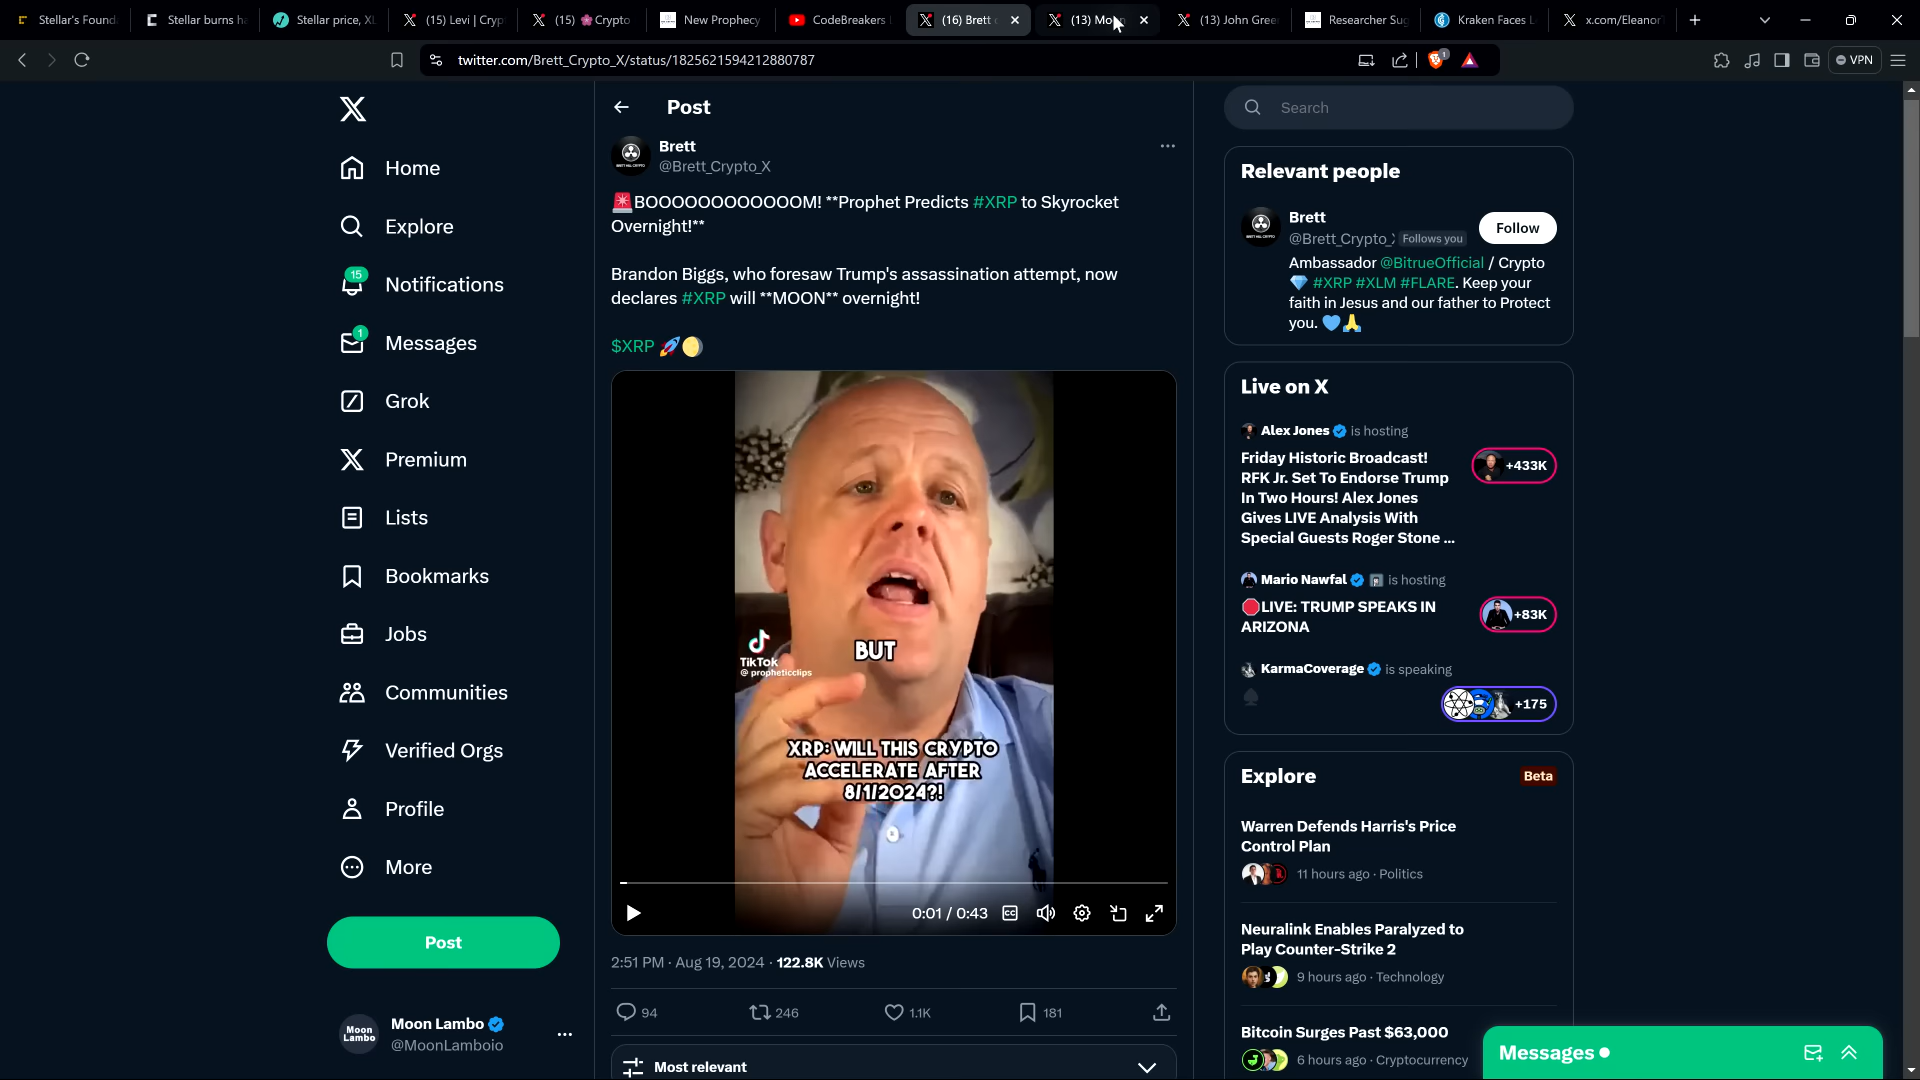 Stellar's Found
Stellar burns ha
Stellar price, XL
(15) Levi | Cryp
(15) 🌸Crypto
New Prophecy
CodeBreakers
(16) Brett
(13) Mo
(13) John Gree
Researcher Sug
Kraken Faces L
x.com/Eleanor
twitter.com/Brett_Crypto_X/status/1825621594212880787
1
VPN
Home
Explore
15
Notifications
1
Messages
Grok
Premium
Lists
Bookmarks
Jobs
Communities
Verified Orgs
Profile
More
Post
Moon Lambo
Moon Lambo
@MoonLamboio
Post
Brett
@Brett_Crypto_X
🚨BOOOOOOOOOOOOM! **Prophet Predicts #XRP to Skyrocket
Overnight!**
Brandon Biggs, who foresaw Trump's assassination attempt, now
declares #XRP will **MOON** overnight!
$XRP 🚀🌖
BUT
TikTok
@ propheticclips
XRP: WILL THIS CRYPTO
ACCELERATE AFTER
8/1/2024?!
0:01 / 0:43
2:51 PM · Aug 19, 2024 · 122.8K Views
94
246
1.1K
181
Most relevant
Search
Relevant people
Brett
@Brett_Crypto_ Follows you
Follow
Ambassador @BitrueOfficial / Crypto
💎 #XRP #XLM #FLARE. Keep your
faith in Jesus and our father to Protect
you. 💙🙏
Live on X
Alex Jones is hosting
Friday Historic Broadcast!
RFK Jr. Set To Endorse Trump
In Two Hours! Alex Jones
Gives LIVE Analysis With
Special Guests Roger Stone ...
+433K
Mario Nawfal is hosting
🛑LIVE: TRUMP SPEAKS IN
ARIZONA
+83K
KarmaCoverage is speaking
♠
+175
Explore
Beta
Warren Defends Harris's Price
Control Plan
11 hours ago · Politics
Neuralink Enables Paralyzed to
Play Counter-Strike 2
9 hours ago · Technology
Bitcoin Surges Past $63,000
6 hours ago · Cryptocurrency
Messages